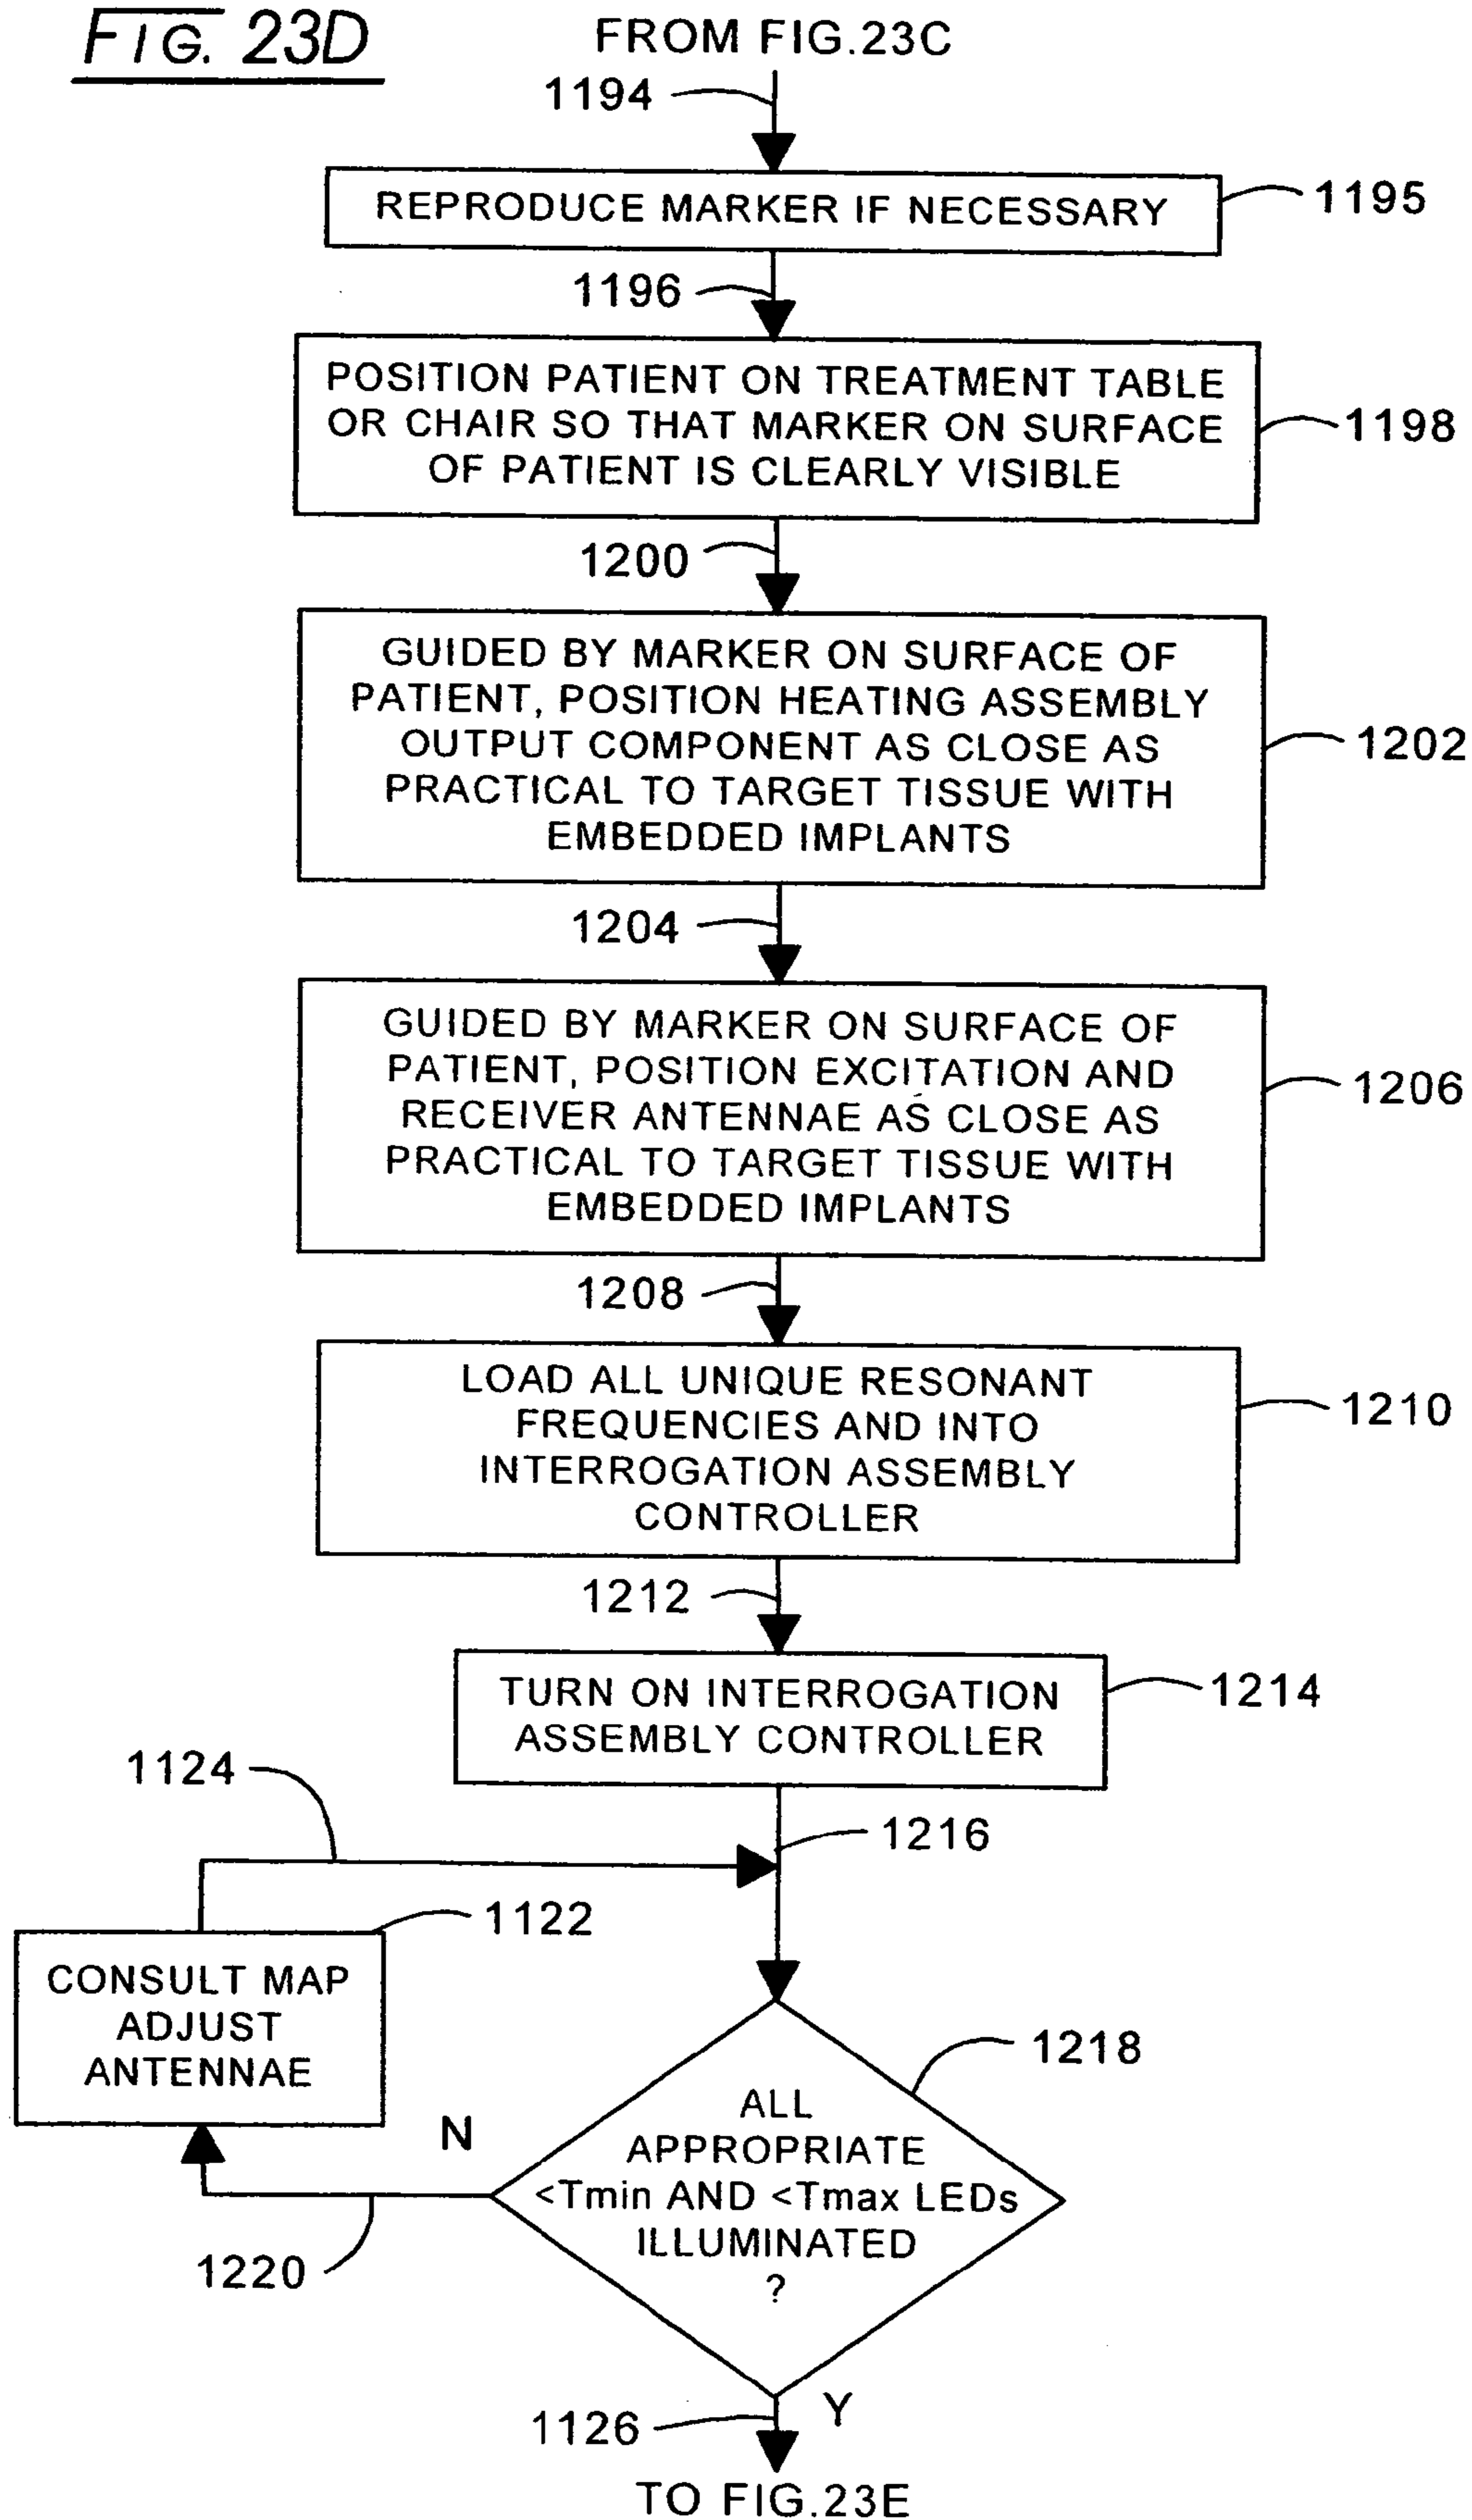 FIG. 23D
FROM FIG.23C
1194
REPRODUCE MARKER IF NECESSARY
1195
1196
POSITION PATIENT ON TREATMENT TABLE
OR CHAIR SO THAT MARKER ON SURFACE
OF PATIENT IS CLEARLY VISIBLE
1198
1200
GUIDED BY MARKER ON SURFACE OF
PATIENT, POSITION HEATING ASSEMBLY
OUTPUT COMPONENT AS CLOSE AS
PRACTICAL TO TARGET TISSUE WITH
EMBEDDED IMPLANTS
1202
1204
GUIDED BY MARKER ON SURFACE OF
PATIENT, POSITION EXCITATION AND
RECEIVER ANTENNAE AS CLOSE AS
PRACTICAL TO TARGET TISSUE WITH
EMBEDDED IMPLANTS
1206
1208
LOAD ALL UNIQUE RESONANT
FREQUENCIES AND INTO
INTERROGATION ASSEMBLY
CONTROLLER
1210
1212
TURN ON INTERROGATION
ASSEMBLY CONTROLLER
1214
1124
1216
1122
CONSULT MAP
ADJUST
ANTENNAE
1218
ALL
APPROPRIATE
<Tmin AND <Tmax LEDs
ILLUMINATED
?
N
1220
Y
1126
TO FIG.23E